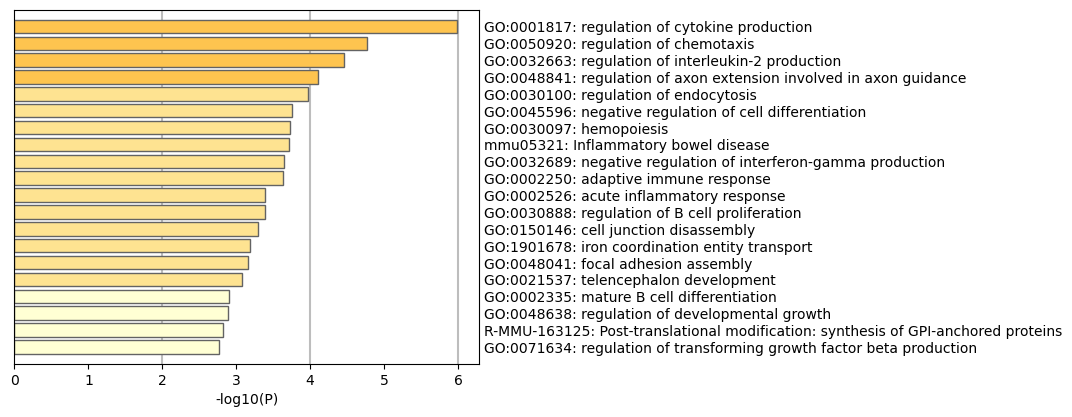 GO:0001817: regulation of cytokine production
GO:0050920: regulation of chemotaxis
GO:0032663: regulation of interleukin-2 production
GO:0048841: regulation of axon extension involved in axon guidance
GO:0030100: regulation of endocytosis
GO:0045596: negative regulation of cell differentiation
GO:0030097: hemopoiesis
mmu05321: Inflammatory bowel disease
GO:0032689: negative regulation of interferon-gamma production
GO:0002250: adaptive immune response
GO:0002526: acute inflammatory response
GO:0030888: regulation of B cell proliferation
GO:0150146: cell junction disassembly
GO:1901678: iron coordination entity transport
GO:0048041: focal adhesion assembly
GO:0021537: telencephalon development
GO:0002335: mature B cell differentiation
GO:0048638: regulation of developmental growth
R-MMU-163125: Post-translational modification: synthesis of GPI-anchored proteins
GO:0071634: regulation of transforming growth factor beta production
0 1 2 3 4 5 6
-log10(P)